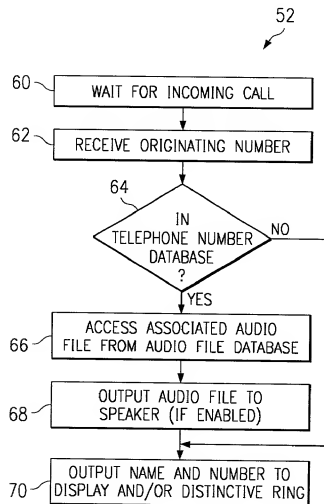 52
60
WAIT FOR INCOMING CALL
62
RECEIVE ORIGINATING NUMBER
64
IN
TELEPHONE NUMBER
DATABASE
?
NO
YES
66
ACCESS ASSOCIATED AUDIO
FILE FROM AUDIO FILE DATABASE
68
OUTPUT AUDIO FILE TO
SPEAKER (IF ENABLED)
70
OUTPUT NAME AND NUMBER TO
DISPLAY AND/OR DISTINCTIVE RING